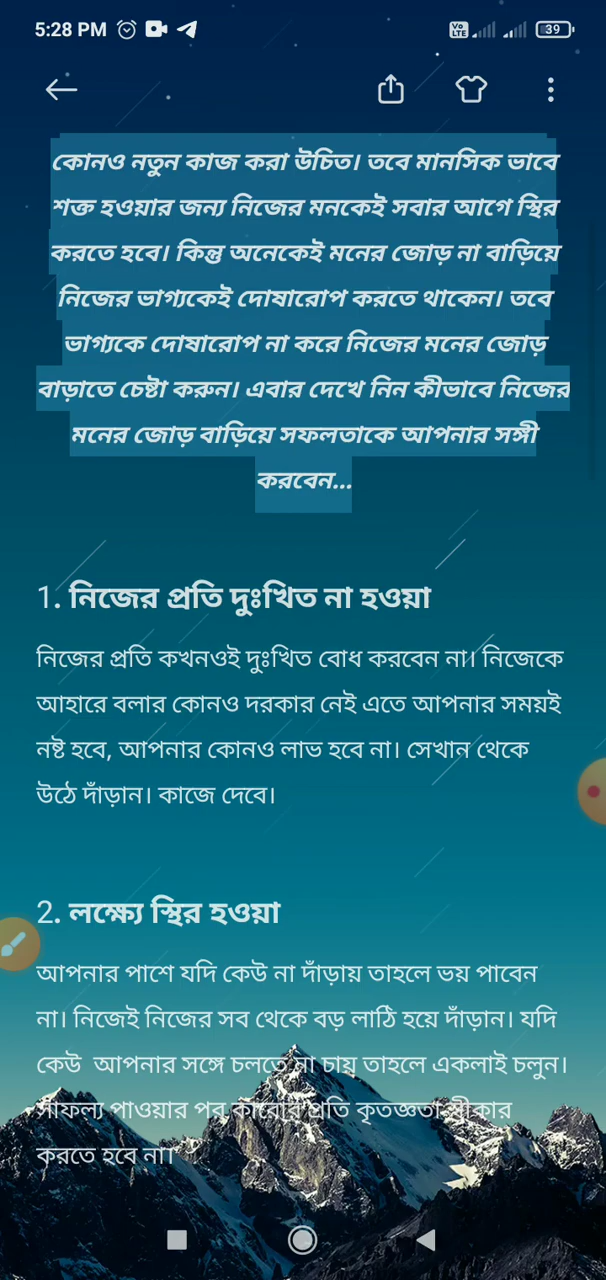 5:28 PM
Vo LTE
39
কোনও নতুন কাজ করা উচিত। তবে মানসিক ভাবে
শক্ত হওয়ার জন্য নিজের মনকেই সবার আগে স্থির
করতে হবে। কিন্তু অনেকেই মনের জোড় না বাড়িয়ে
নিজের ভাগ্যকেই দোষারোপ করতে থাকেন। তবে
ভাগ্যকে দোষারোপ না করে নিজের মনের জোড়
বাড়াতে চেষ্টা করুন। এবার দেখে নিন কীভাবে নিজের
মনের জোড় বাড়িয়ে সফলতাকে আপনার সঙ্গী
করবেন...
1. নিজের প্রতি দুঃখিত না হওয়া
নিজের প্রতি কখনওই দুঃখিত বোধ করবেন না। নিজেকে
আহারে বলার কোনও দরকার নেই এতে আপনার সময়ই
নষ্ট হবে, আপনার কোনও লাভ হবে না। সেখান থেকে
উঠে দাঁড়ান। কাজে দেবে।
2. লক্ষ্যে স্থির হওয়া
আপনার পাশে যদি কেউ না দাঁড়ায় তাহলে ভয় পাবেন
না। নিজেই নিজের সব থেকে বড় লাঠি হয়ে দাঁড়ান। যদি
কেউ আপনার সঙ্গে চলতে না চায় তাহলে একলাই চলুন।
সাফল্য পাওয়ার পর কারোর প্রতি কৃতজ্ঞতা স্বীকার
করতে হবে না।